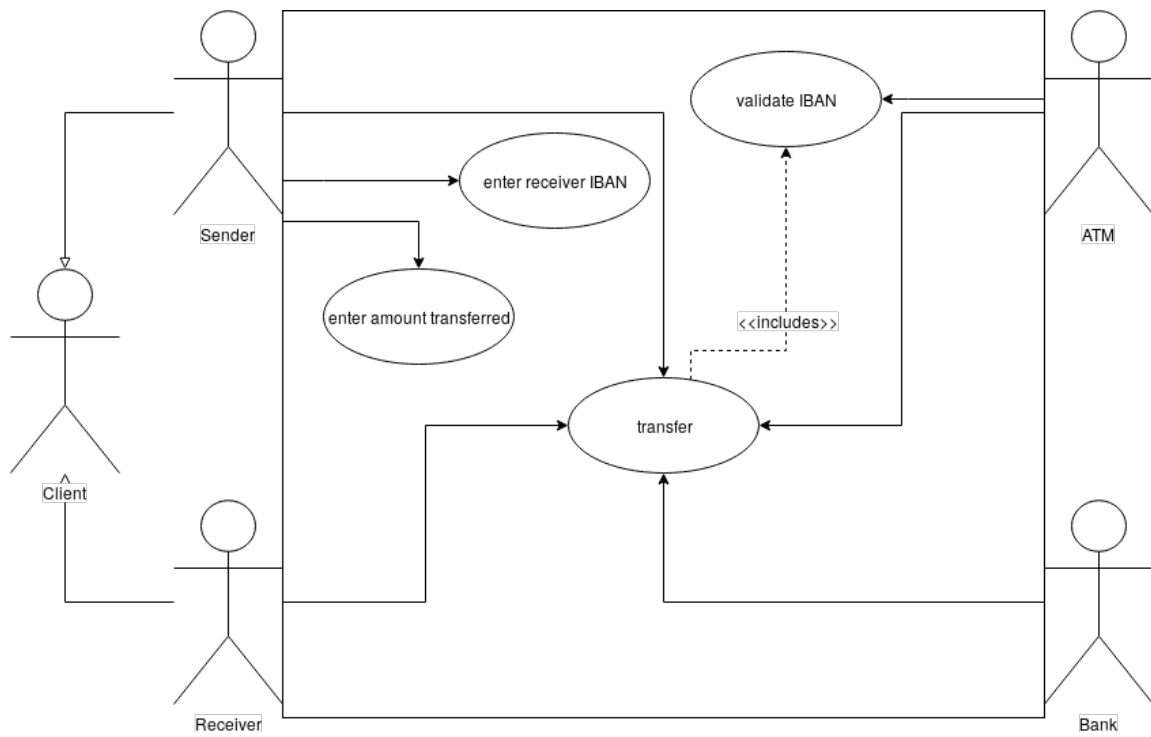 validate IBAN
enter receiver IBAN
Sender
ATM
enter amount transferred
<<includes>>
transfer
Client
Receiver
Bank